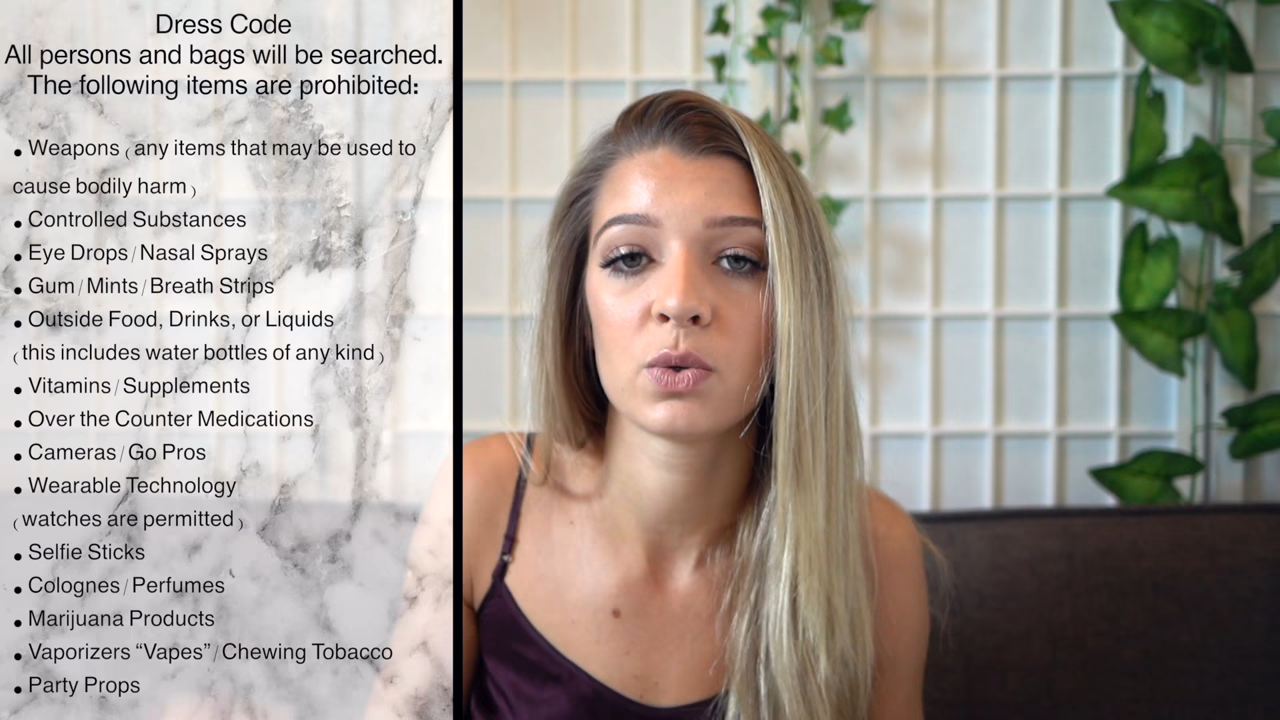 Dress Code
All persons and bags will be searched.
The following items are prohibited:
• Weapons (any items that may be used to
cause bodily harm)
• Controlled Substances
• Eye Drops/Nasal Sprays
• Gum/Mints/Breath Strips
• Outside Food, Drinks, or Liquids
(this includes water bottles of any kind)
• Vitamins/Supplements
• Over the Counter Medications
• Cameras/Go Pros
• Wearable Technology
(watches are permitted)
• Selfie Sticks
• Colognes/Perfumes
• Marijuana Products
• Vaporizers “Vapes”/Chewing Tobacco
• Party Props